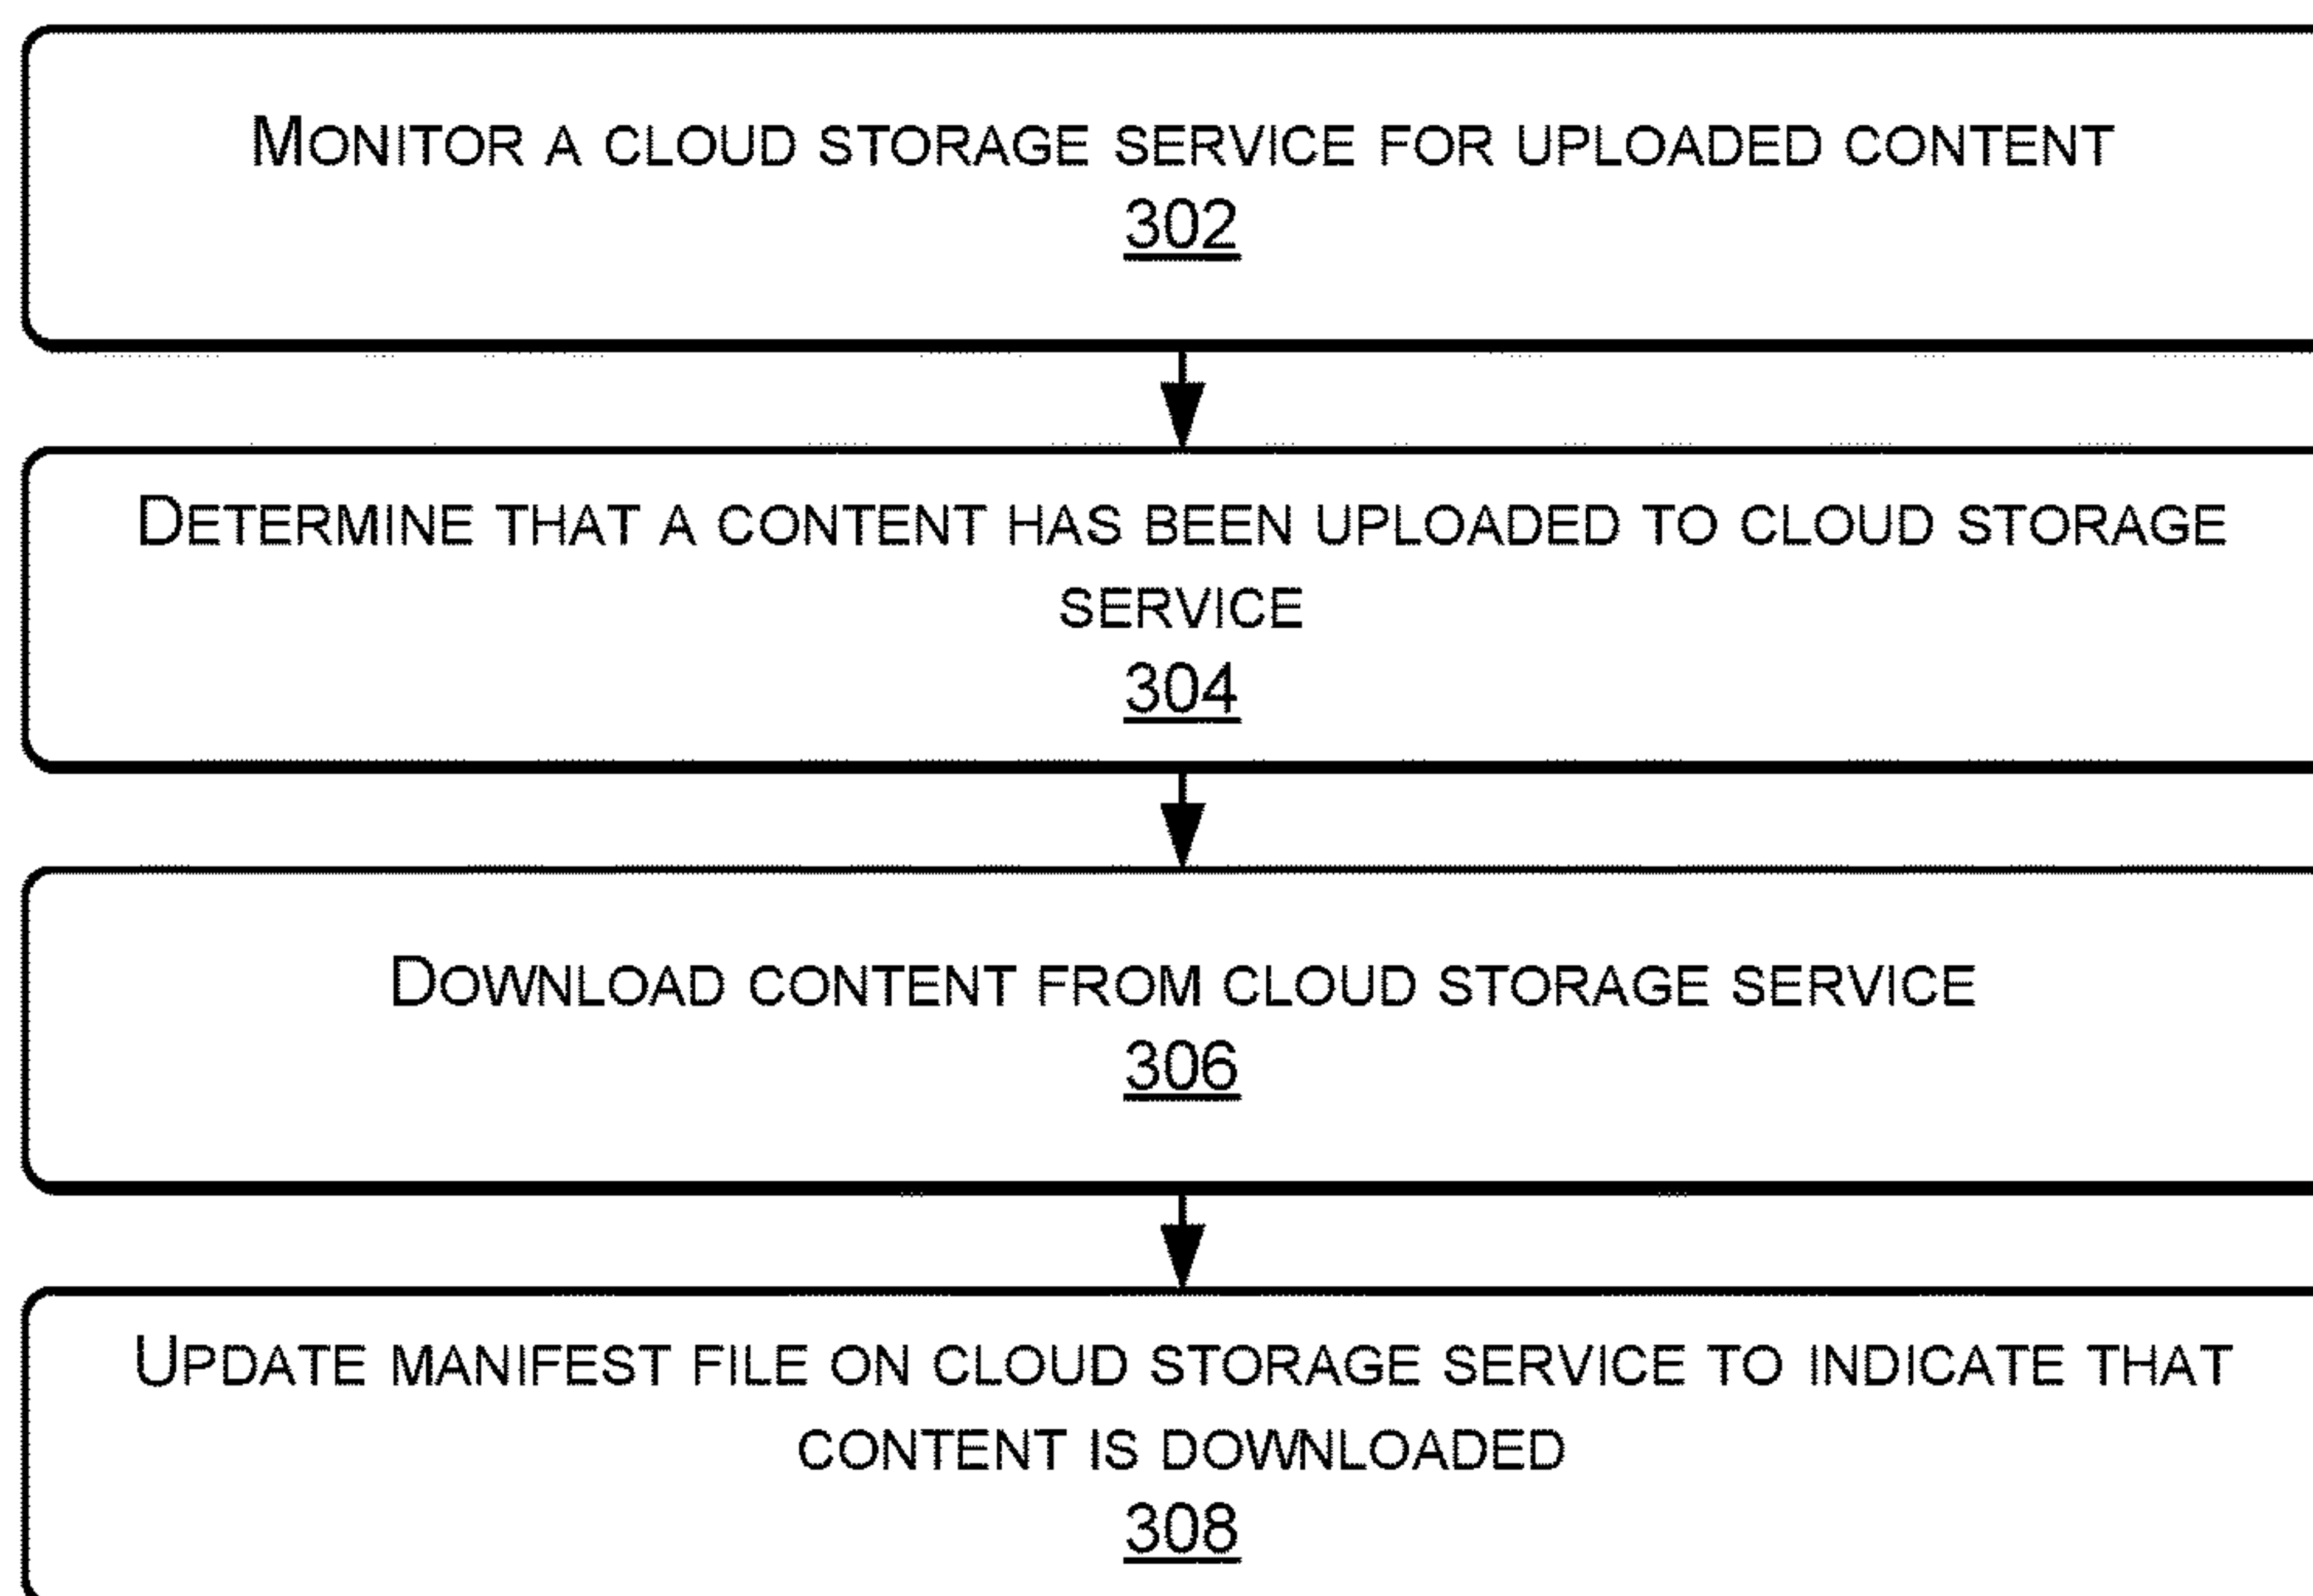 MONITOR A CLOUD STORAGE SERVICE FOR UPLOADED CONTENT
302
DETERMINE THAT A CONTENT HAS BEEN UPLOADED TO CLOUD STORAGE
SERVICE
304
DOWNLOAD CONTENT FROM CLOUD STORAGE SERVICE
306
UPDATE MANIFEST FILE ON CLOUD STORAGE SERVICE TO INDICATE THAT
CONTENT IS DOWNLOADED
308